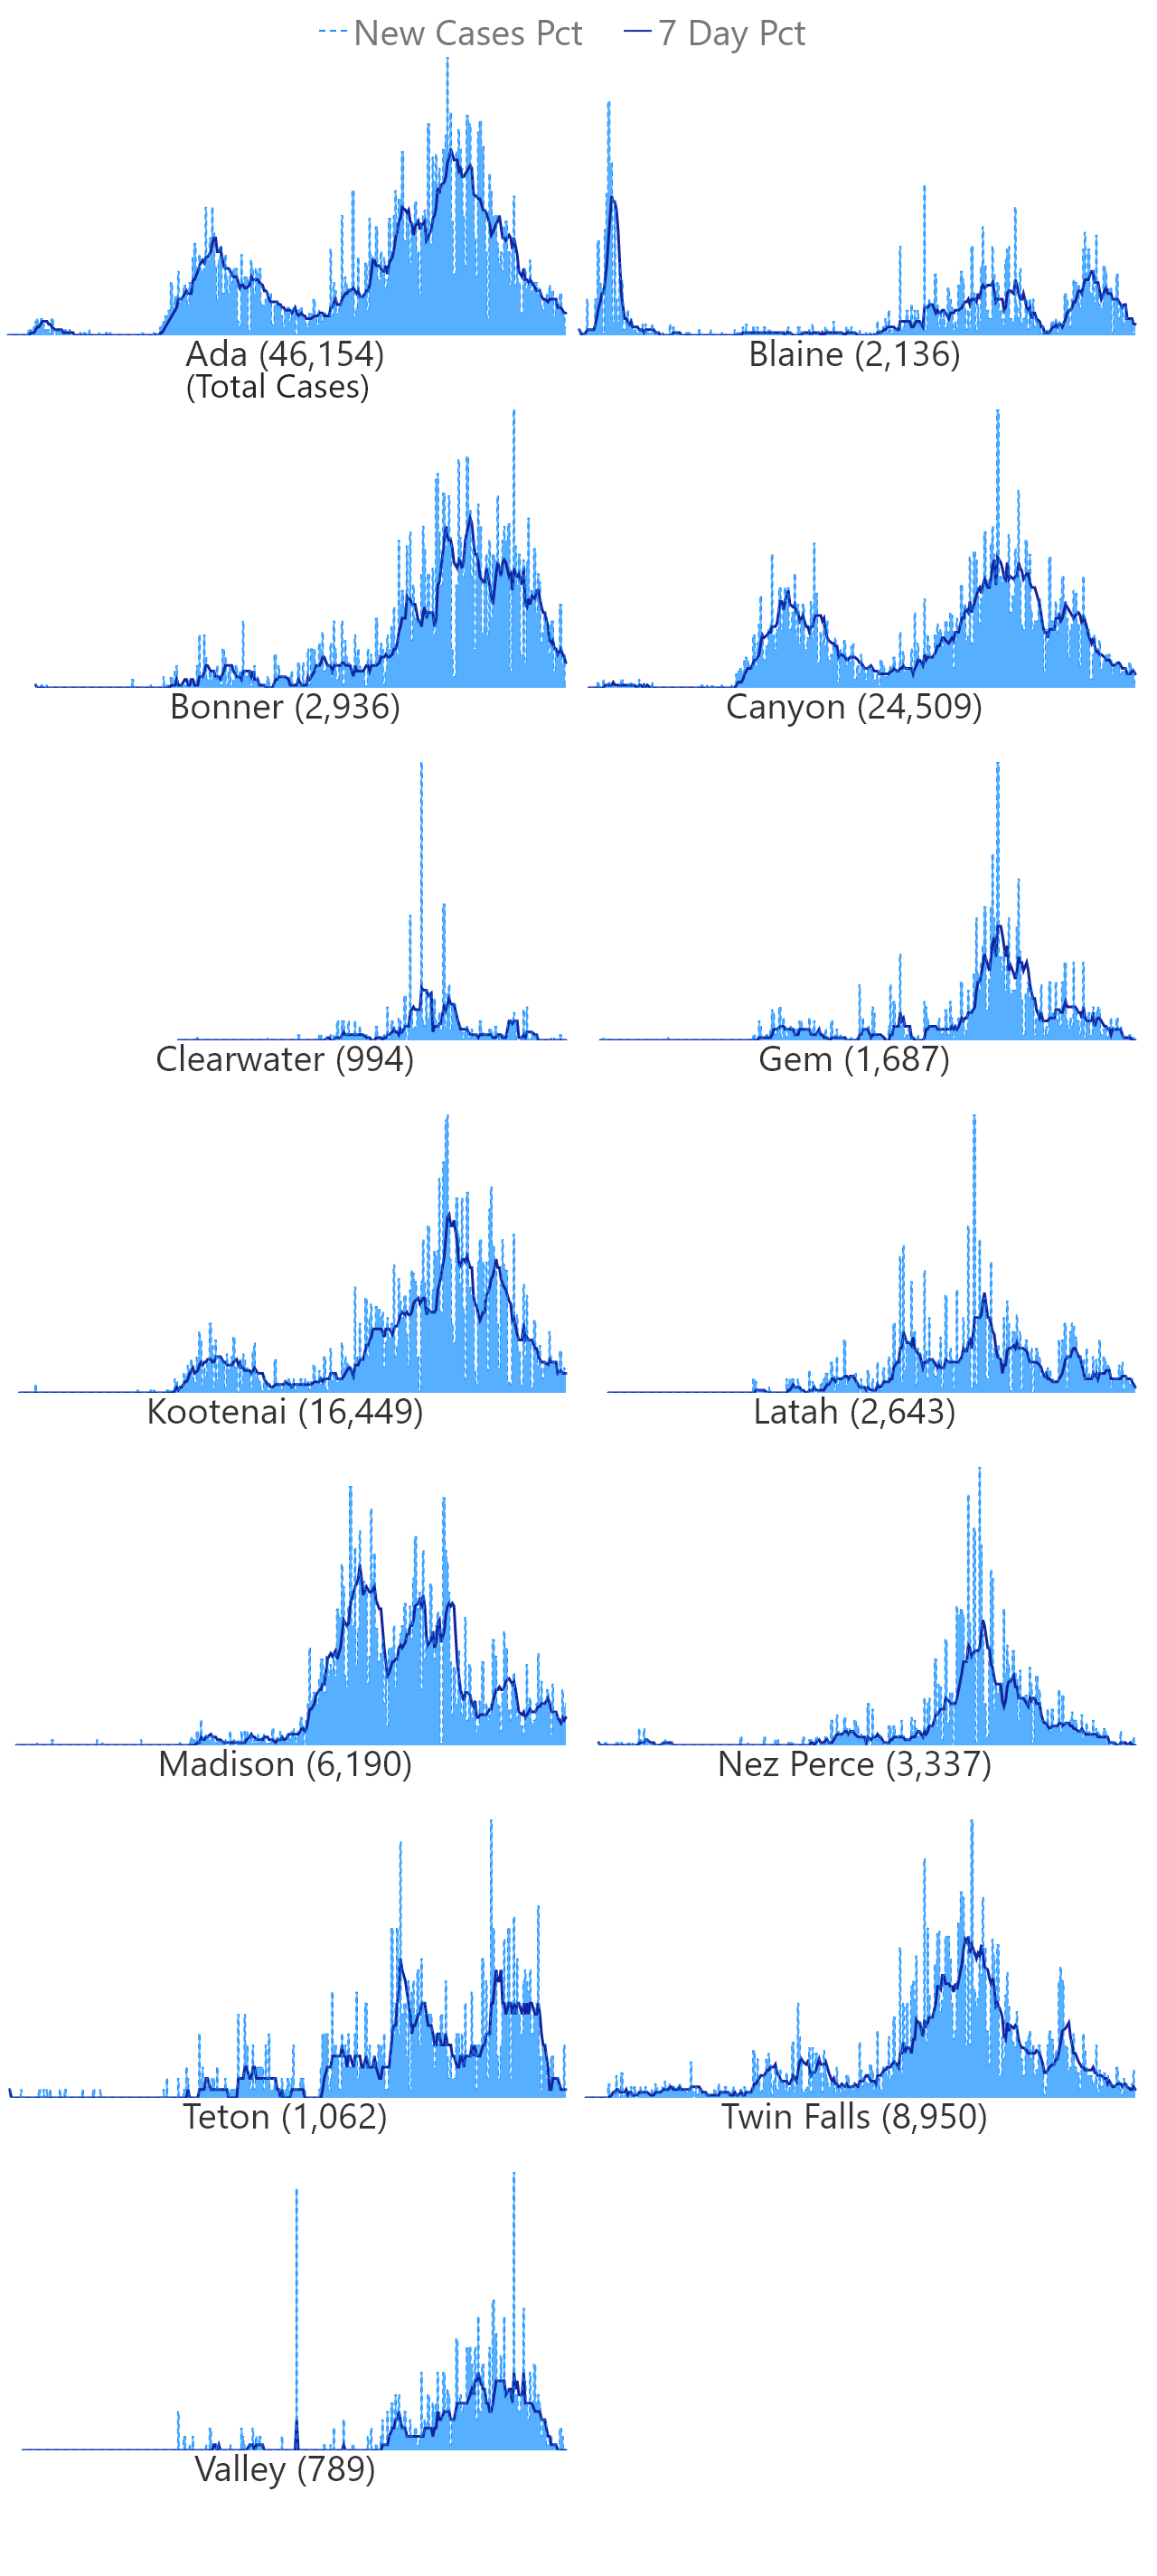 New Cases Pct 7 Day Pct
Ada (46,154)
(Total Cases)
Blaine (2,136)
Bonner (2,936)
Canyon (24,509)
Clearwater (994)
Gem (1,687)
Kootenai (16,449)
Latah (2,643)
Madison (6,190)
Nez Perce (3,337)
Teton (1,062)
Twin Falls (8,950)
Valley (789)